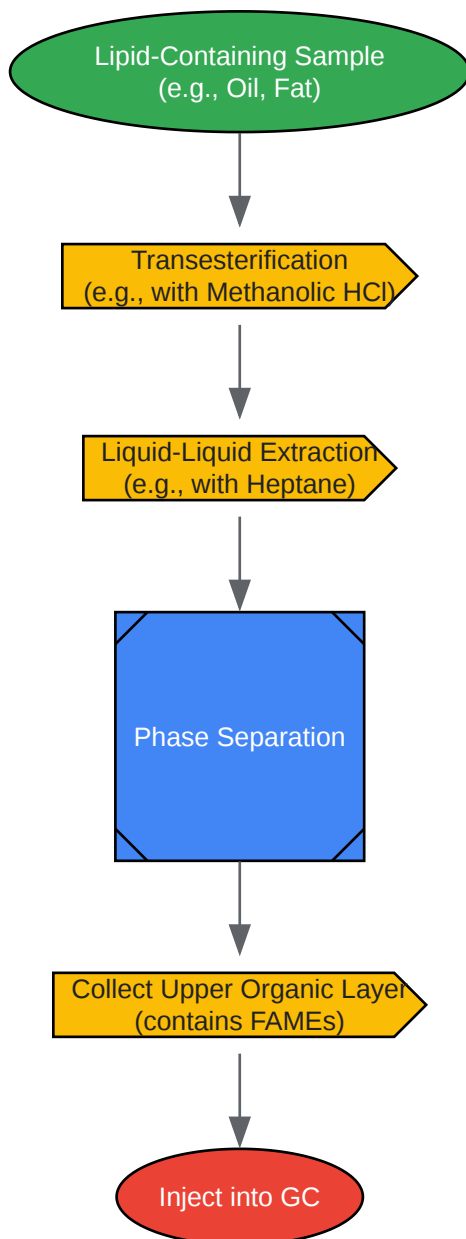 Lipid-Containing Sample
(e.g., Oil, Fat)
Transesterification
(e.g., with Methanolic HCl)
Liquid-Liquid Extraction
(e.g., with Heptane)
Phase Separation
Collect Upper Organic Layer
(contains FAMEs)
Inject into GC